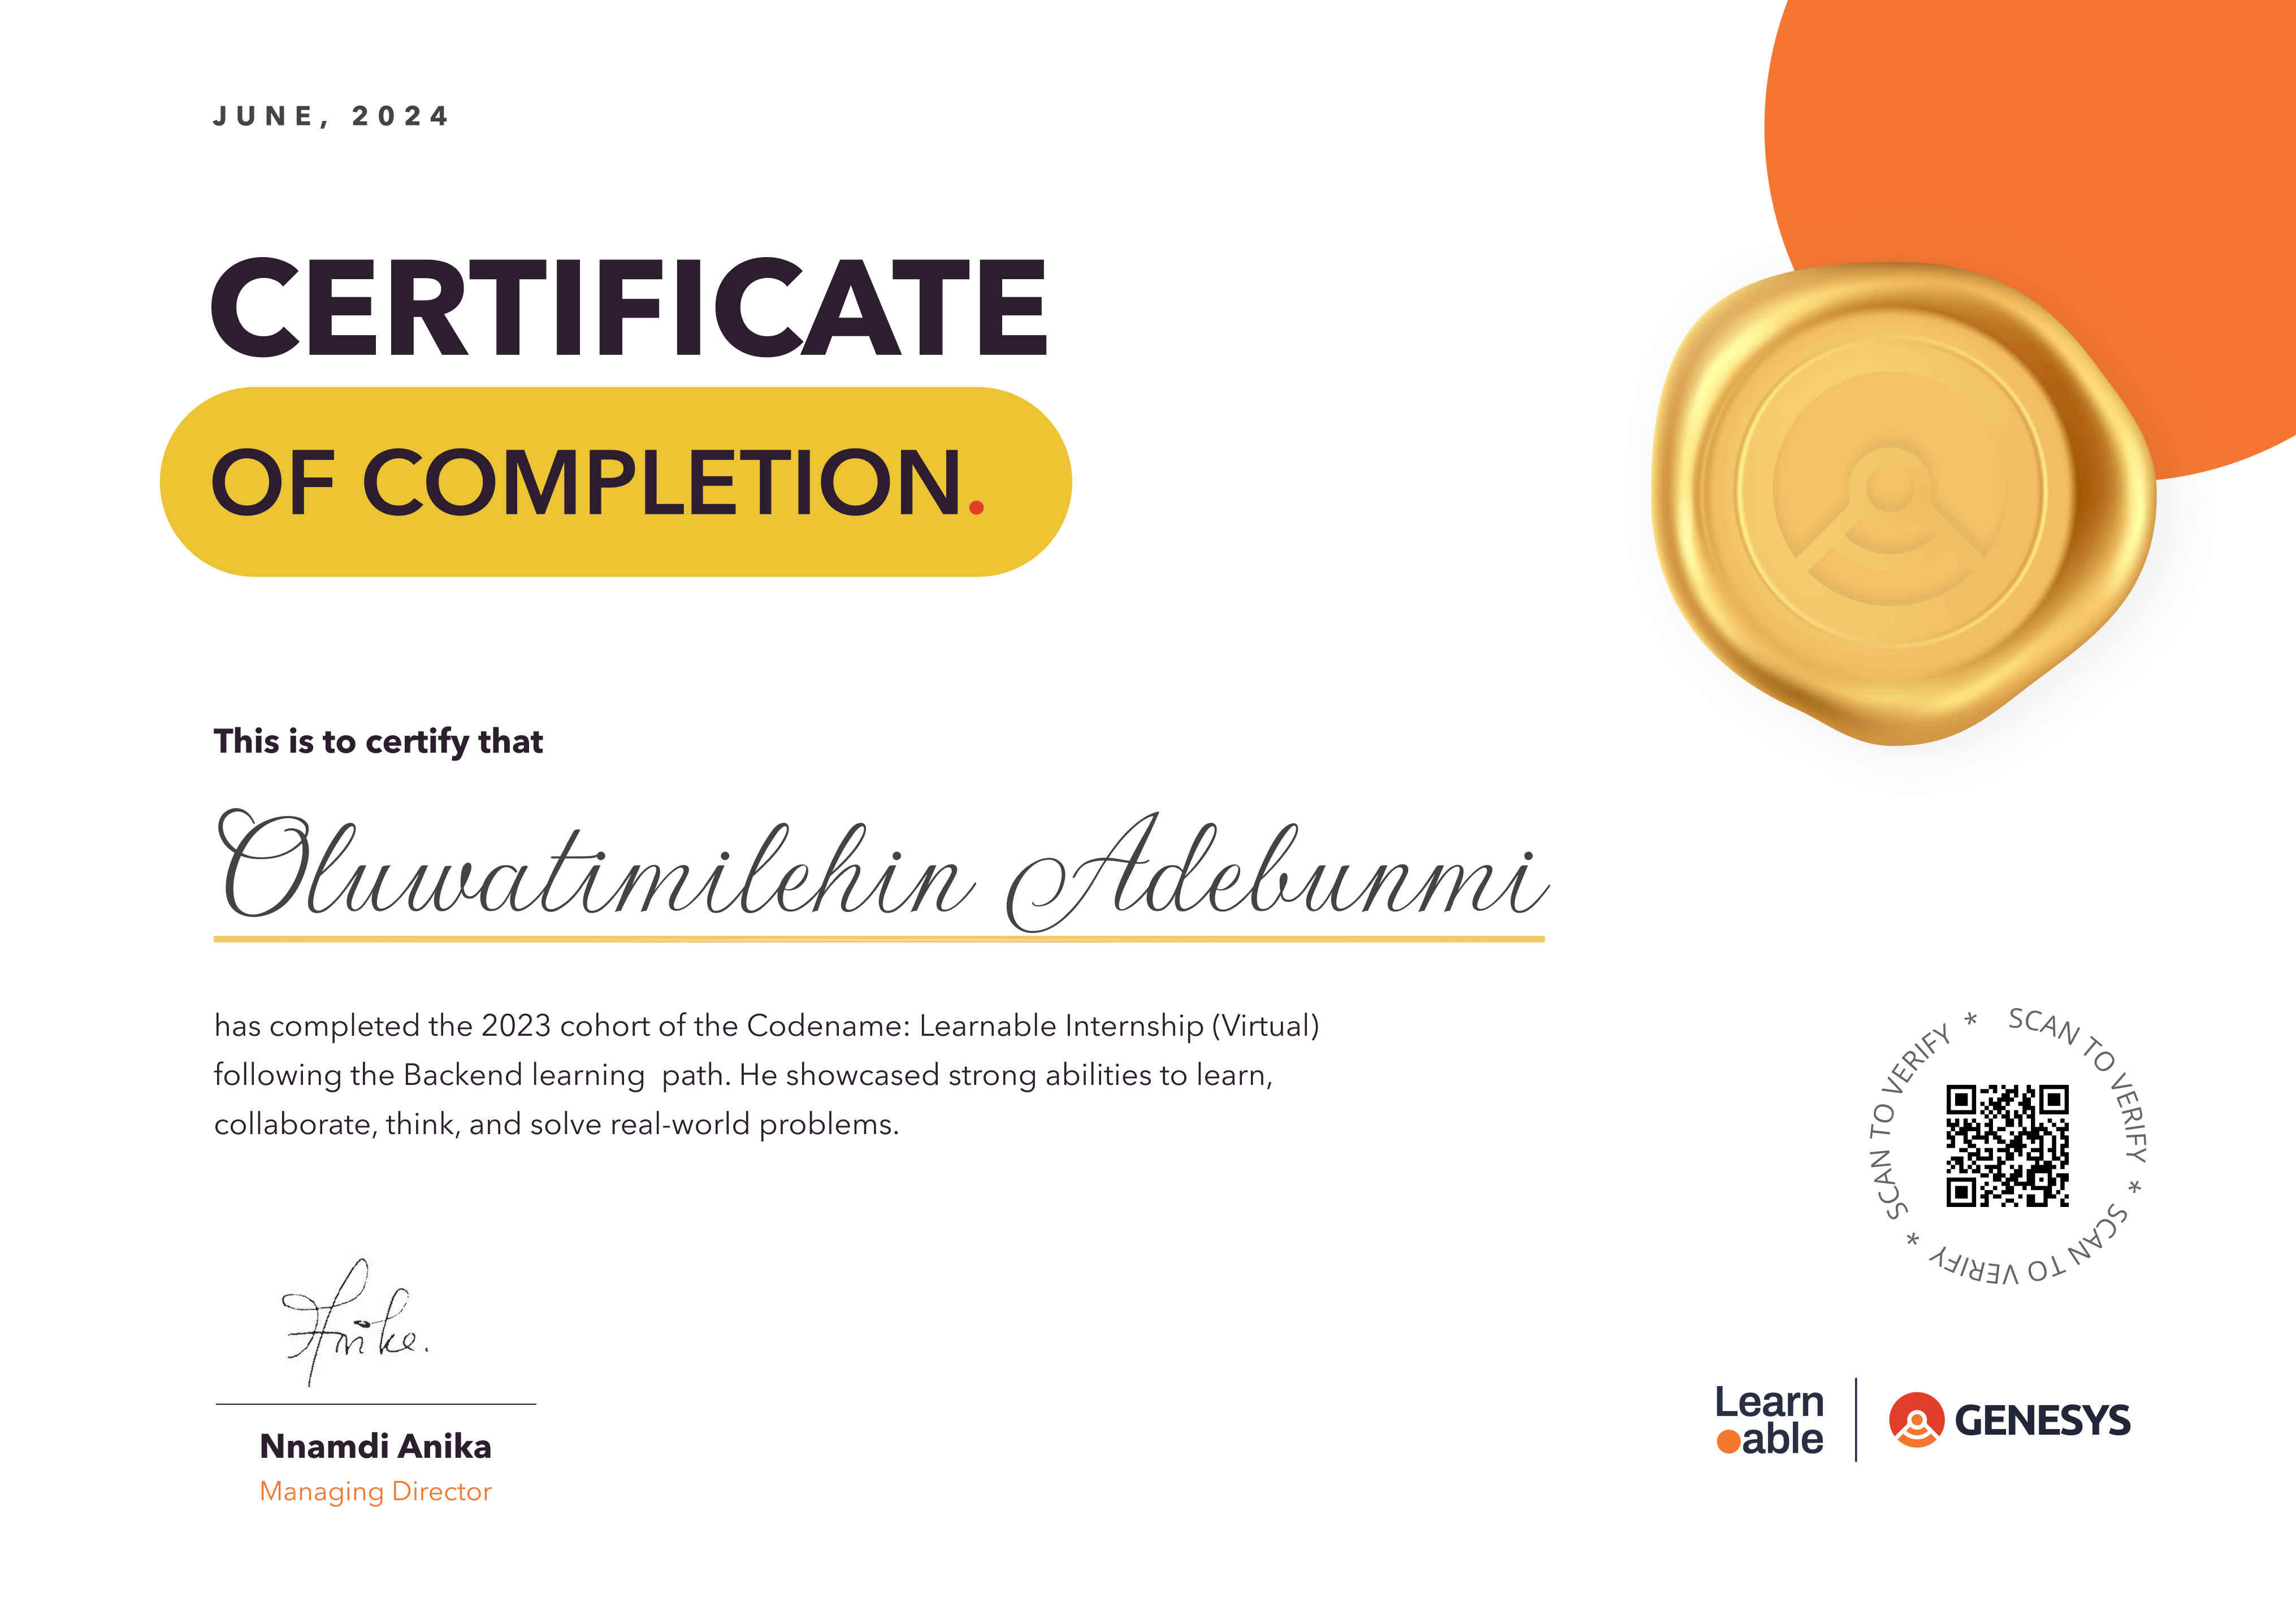 JUNE, 2024
CERTIFICATE
OF COMPLETION.
This is to certify that
Oluwatimilehin Adebunmi
has completed the 2023 cohort of the Codename: Learnable Internship (Virtual)
following the Backend learning  path. He showcased strong abilities to learn,
collaborate, think, and solve real-world problems.
SCAN TO VERIFY * SCAN TO VERIFY * SCAN TO VERIFY *
Anike.
Nnamdi Anika
Managing Director
Learn
able
GENESYS